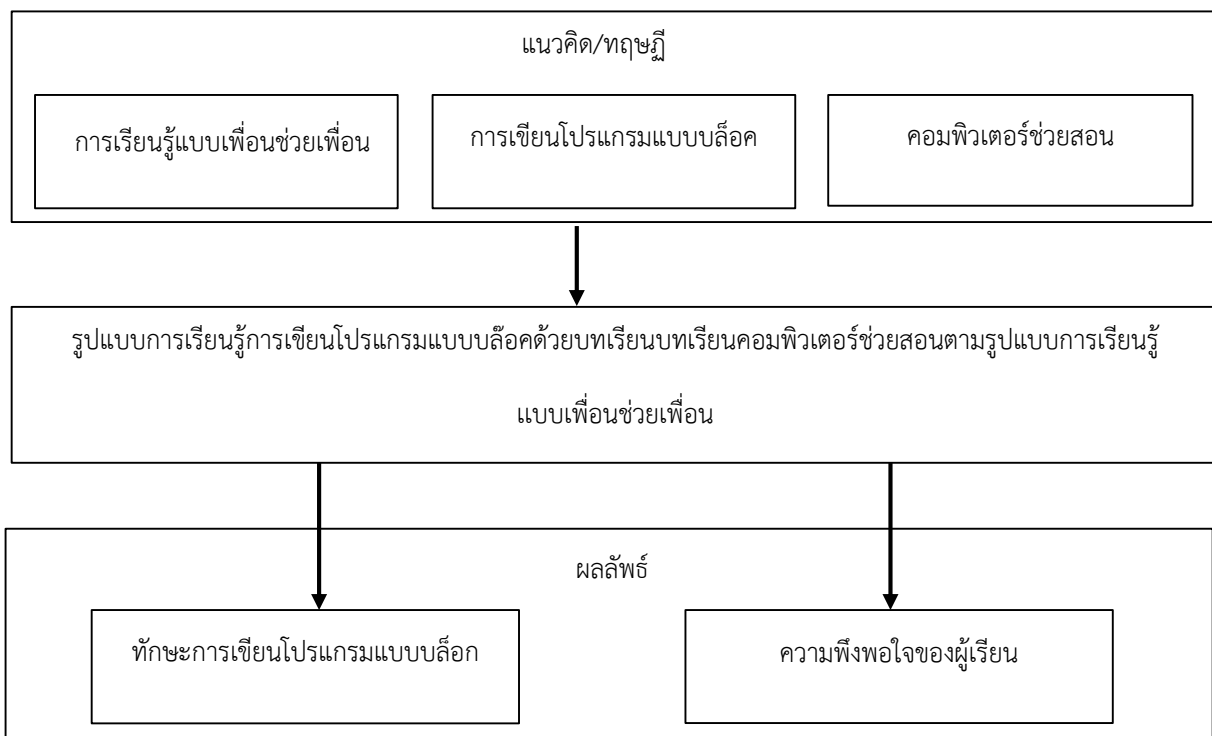 แนวคิด/ทฤษฏี
การเรียนรู้แบบเพื่อนช่วยเพื่อน
การเขียนโปรแกรมแบบบล็อค
คอมพิวเตอร์ช่วยสอน
รูปแบบการเรียนรู้การเขียนโปรแกรมแบบบล๊อคด้วยบทเรียนบทเรียนคอมพิวเตอร์ช่วยสอนตามรูปแบบการเรียนรู้
แบบเพื่อนช่วยเพื่อน
ผลลัพธ์
ทักษะการเขียนโปรแกรมแบบบล็อก
ความพึงพอใจของผู้เรียน